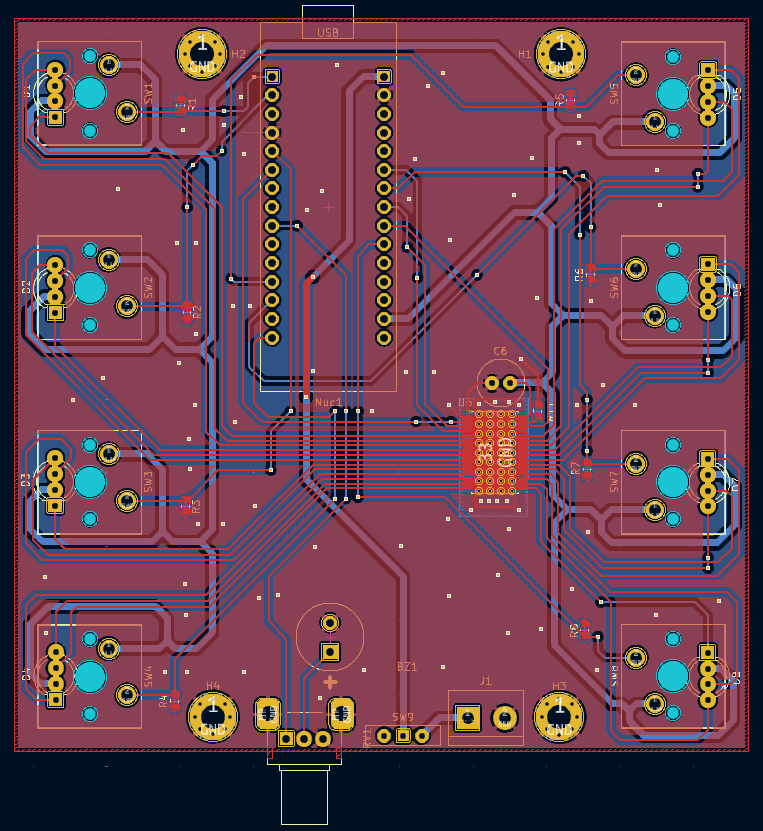 USB
1
GND
H2
H1
1
GND
SW1
R1
R5
SW5
D5
D2
SW2
R2
R6
SW6
D6
C6
Nuc1
33
GND
D3
SW3
R3
R7
SW7
D7
BZ1
+
D4
SW4
R4
R8
SW8
D8
H4
1
GND
J1
H3
1
GND
SW9
RV1